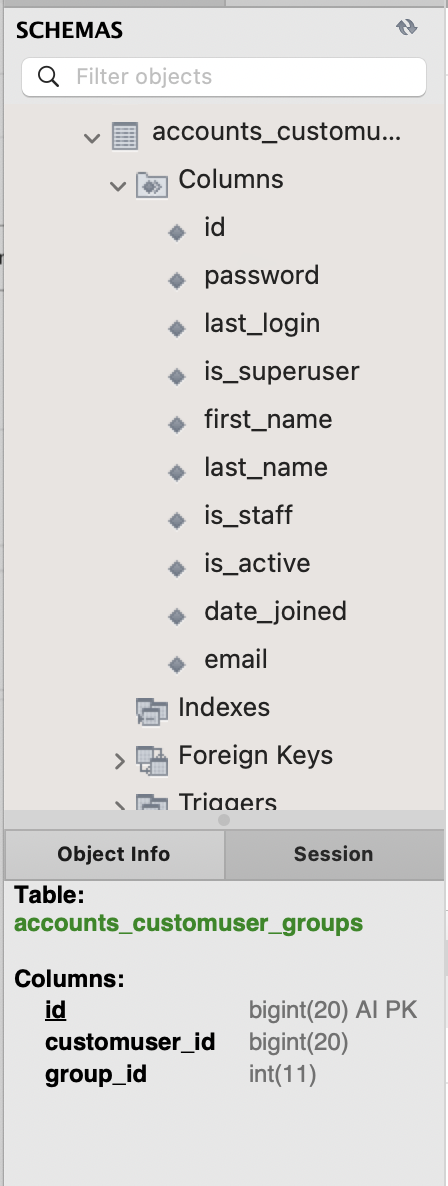 SCHEMAS
Filter objects
accounts_customu...
Columns
id
password
last_login
is_superuser
first_name
last_name
is_staff
is_active
date_joined
email
Indexes
Foreign Keys
Triggers
Object Info Session
Table:
accounts_customuser_groups
Columns:
id bigint(20) AI PK
customuser_id bigint(20)
group_id int(11)